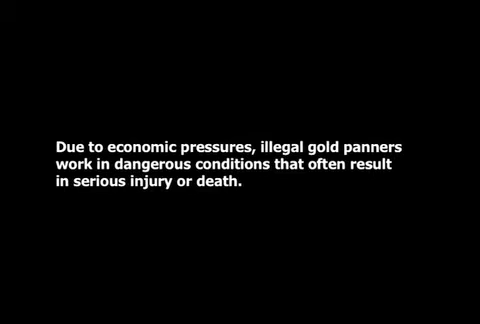 Due to economic pressures, illegal gold panners
work in dangerous conditions that often result
in serious injury or death.